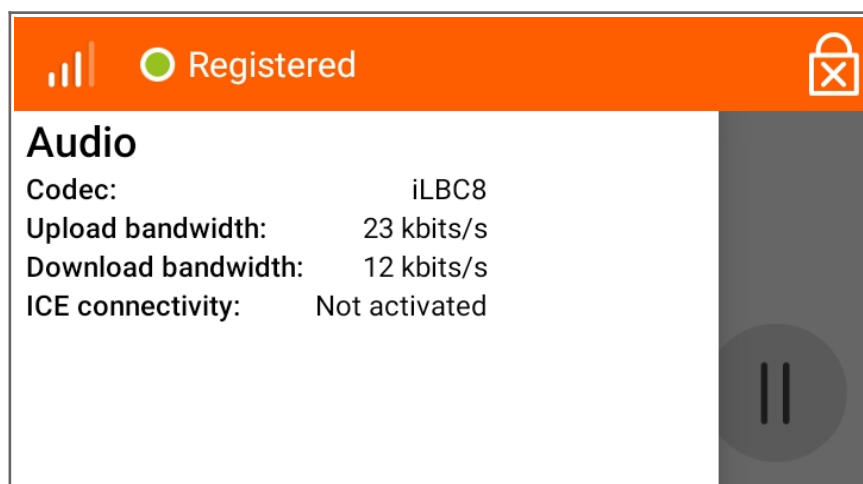 Registered
Audio
Codec: iLBC8
Upload bandwidth: 23 kbits/s
Download bandwidth: 12 kbits/s
ICE connectivity: Not activated